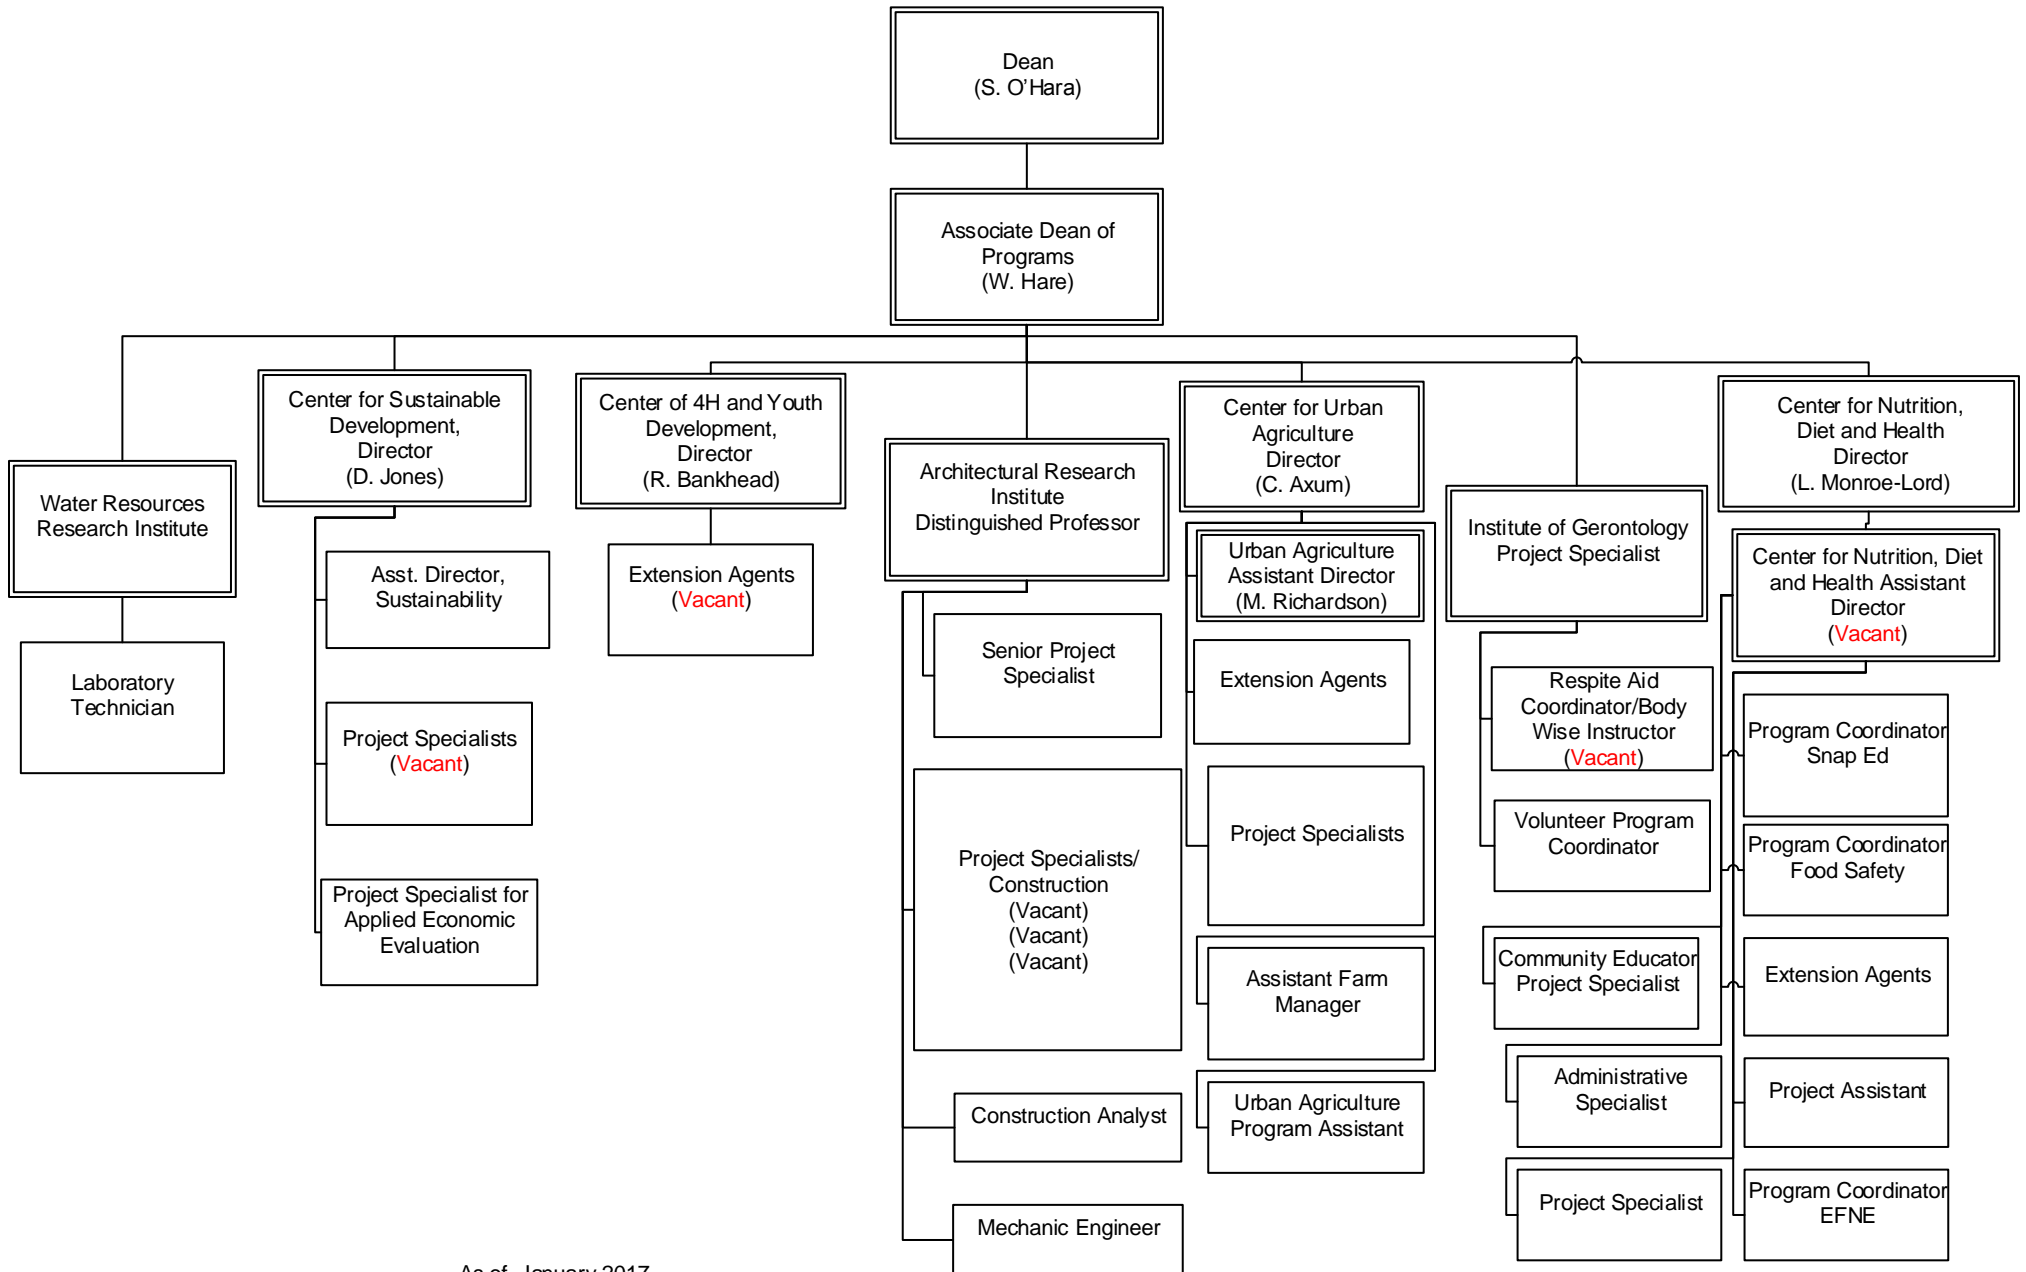 Dean
(S. O'Hara)
Associate Dean of
Programs
(W. Hare)
Water Resources
Research Institute
Laboratory
Technician
Center for Sustainable
Development,
Director
(D. Jones)
Asst. Director,
Sustainability
Project Specialists
(Vacant)
Project Specialist for
Applied Economic
Evaluation
Center of 4H and Youth
Development,
Director
(R. Bankhead)
Extension Agents
(Vacant)
Architectural Research
Institute
Distinguished Professor
Senior Project
Specialist
Project Specialists/
Construction
(Vacant)
(Vacant)
(Vacant)
Construction Analyst
Mechanic Engineer
Center for Urban
Agriculture
Director
(C. Axum)
Urban Agriculture
Assistant Director
(M. Richardson)
Extension Agents
Project Specialists
Assistant Farm
Manager
Urban Agriculture
Program Assistant
Institute of Gerontology
Project Specialist
Respite Aid
Coordinator/Body
Wise Instructor
(Vacant)
Volunteer Program
Coordinator
Center for Nutrition,
Diet and Health
Director
(L. Monroe-Lord)
Center for Nutrition, Diet
and Health Assistant
Director
(Vacant)
Program Coordinator
Snap Ed
Program Coordinator
Food Safety
Community Educator
Project Specialist
Extension Agents
Administrative
Specialist
Project Assistant
Project Specialist
Program Coordinator
EFNE
As of January 2017